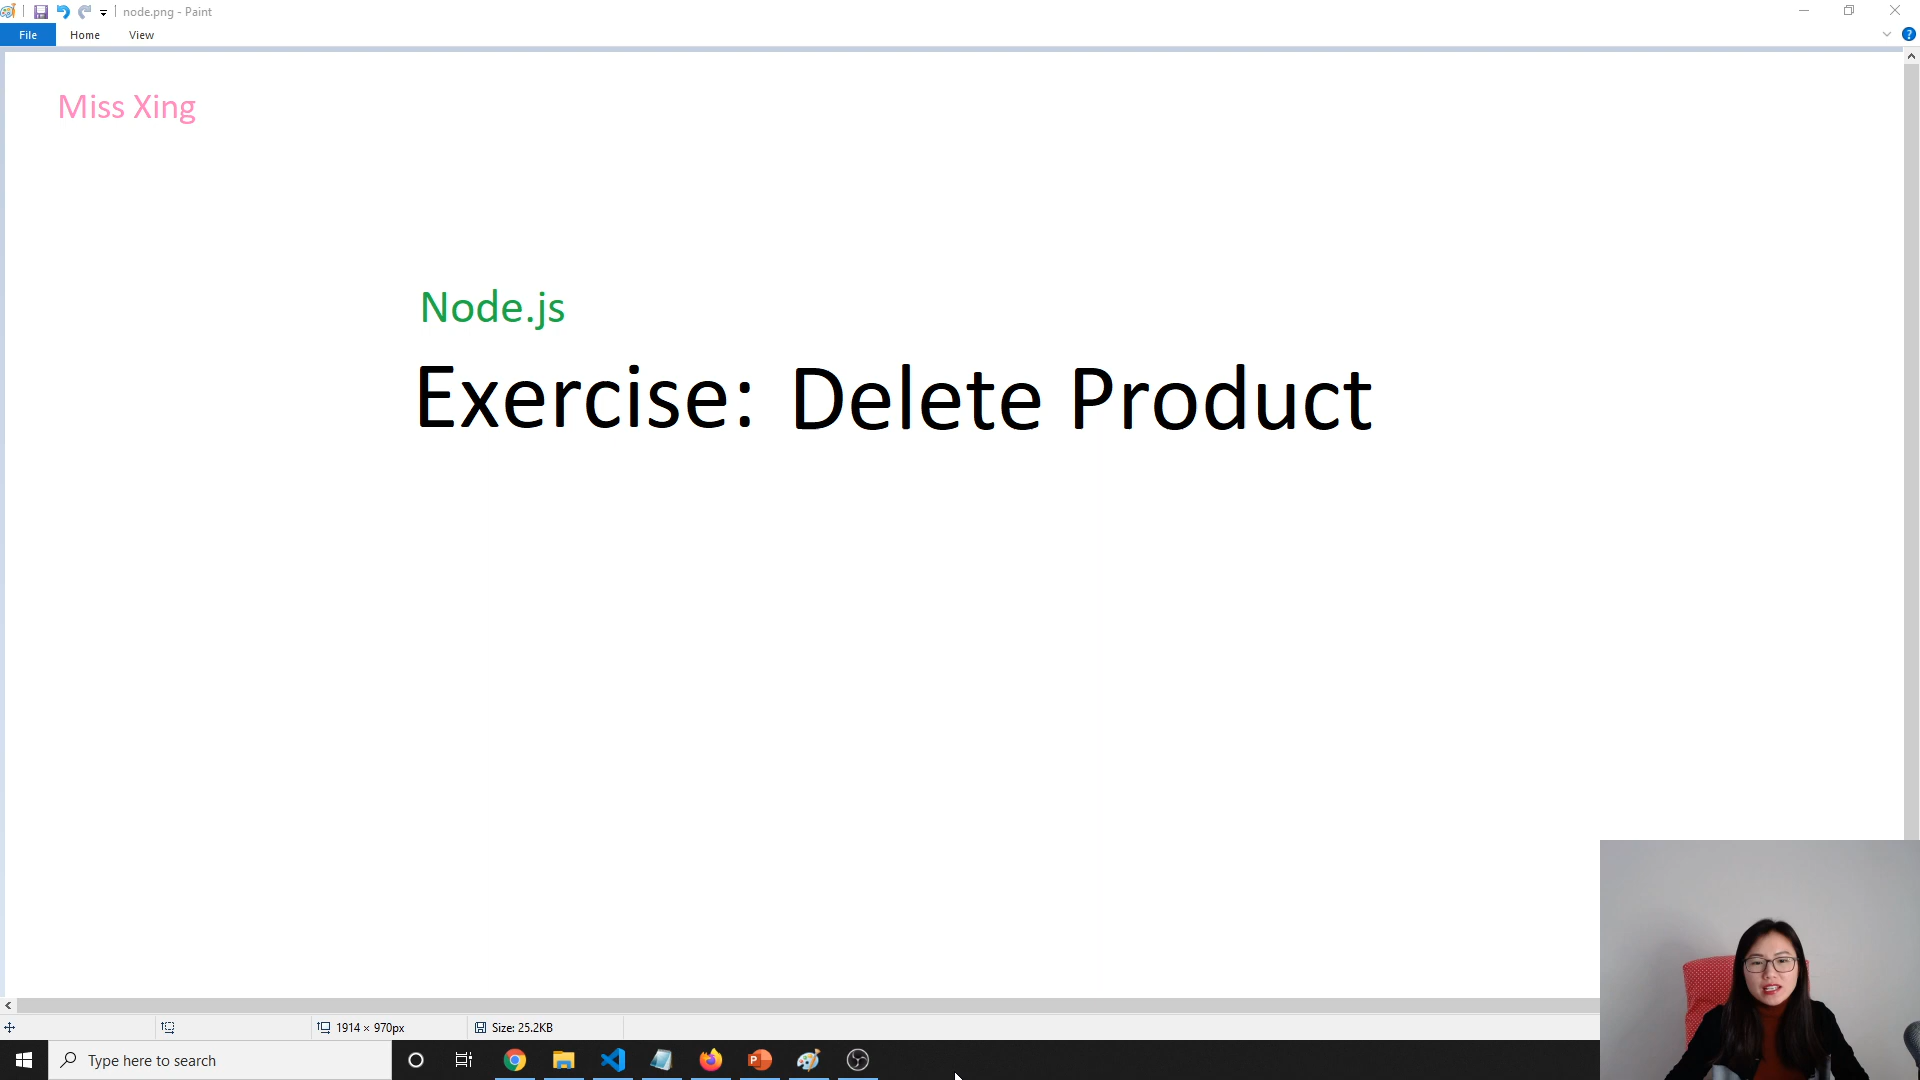 node.png - Paint
File Home View
Miss Xing
Node.js
Exercise: Delete Product
1914 × 970px Size: 25.2KB
Type here to search